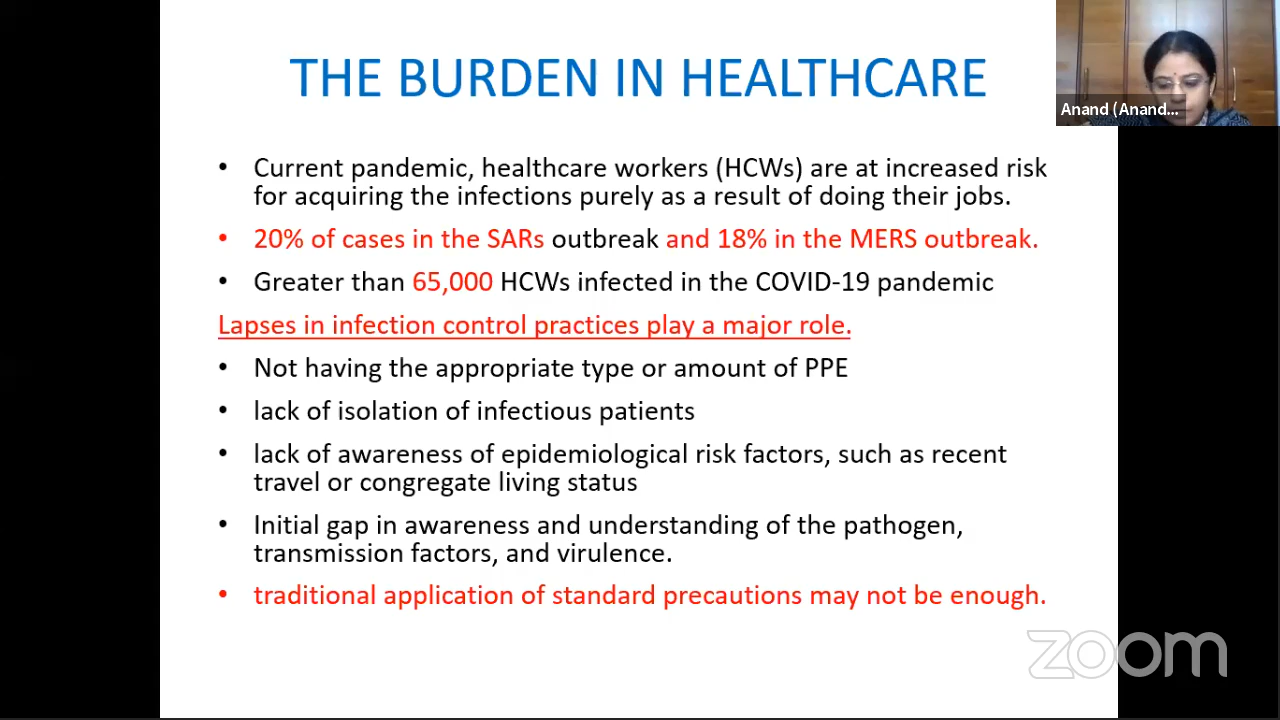 THE BURDEN IN HEALTHCARE
Anand (Anand...
• Current pandemic, healthcare workers (HCWs) are at increased risk
for acquiring the infections purely as a result of doing their jobs.
• 20% of cases in the SARs outbreak and 18% in the MERS outbreak.
• Greater than 65,000 HCWs infected in the COVID-19 pandemic
Lapses in infection control practices play a major role.
• Not having the appropriate type or amount of PPE
• lack of isolation of infectious patients
• lack of awareness of epidemiological risk factors, such as recent
travel or congregate living status
• Initial gap in awareness and understanding of the pathogen,
transmission factors, and virulence.
• traditional application of standard precautions may not be enough.
zoom